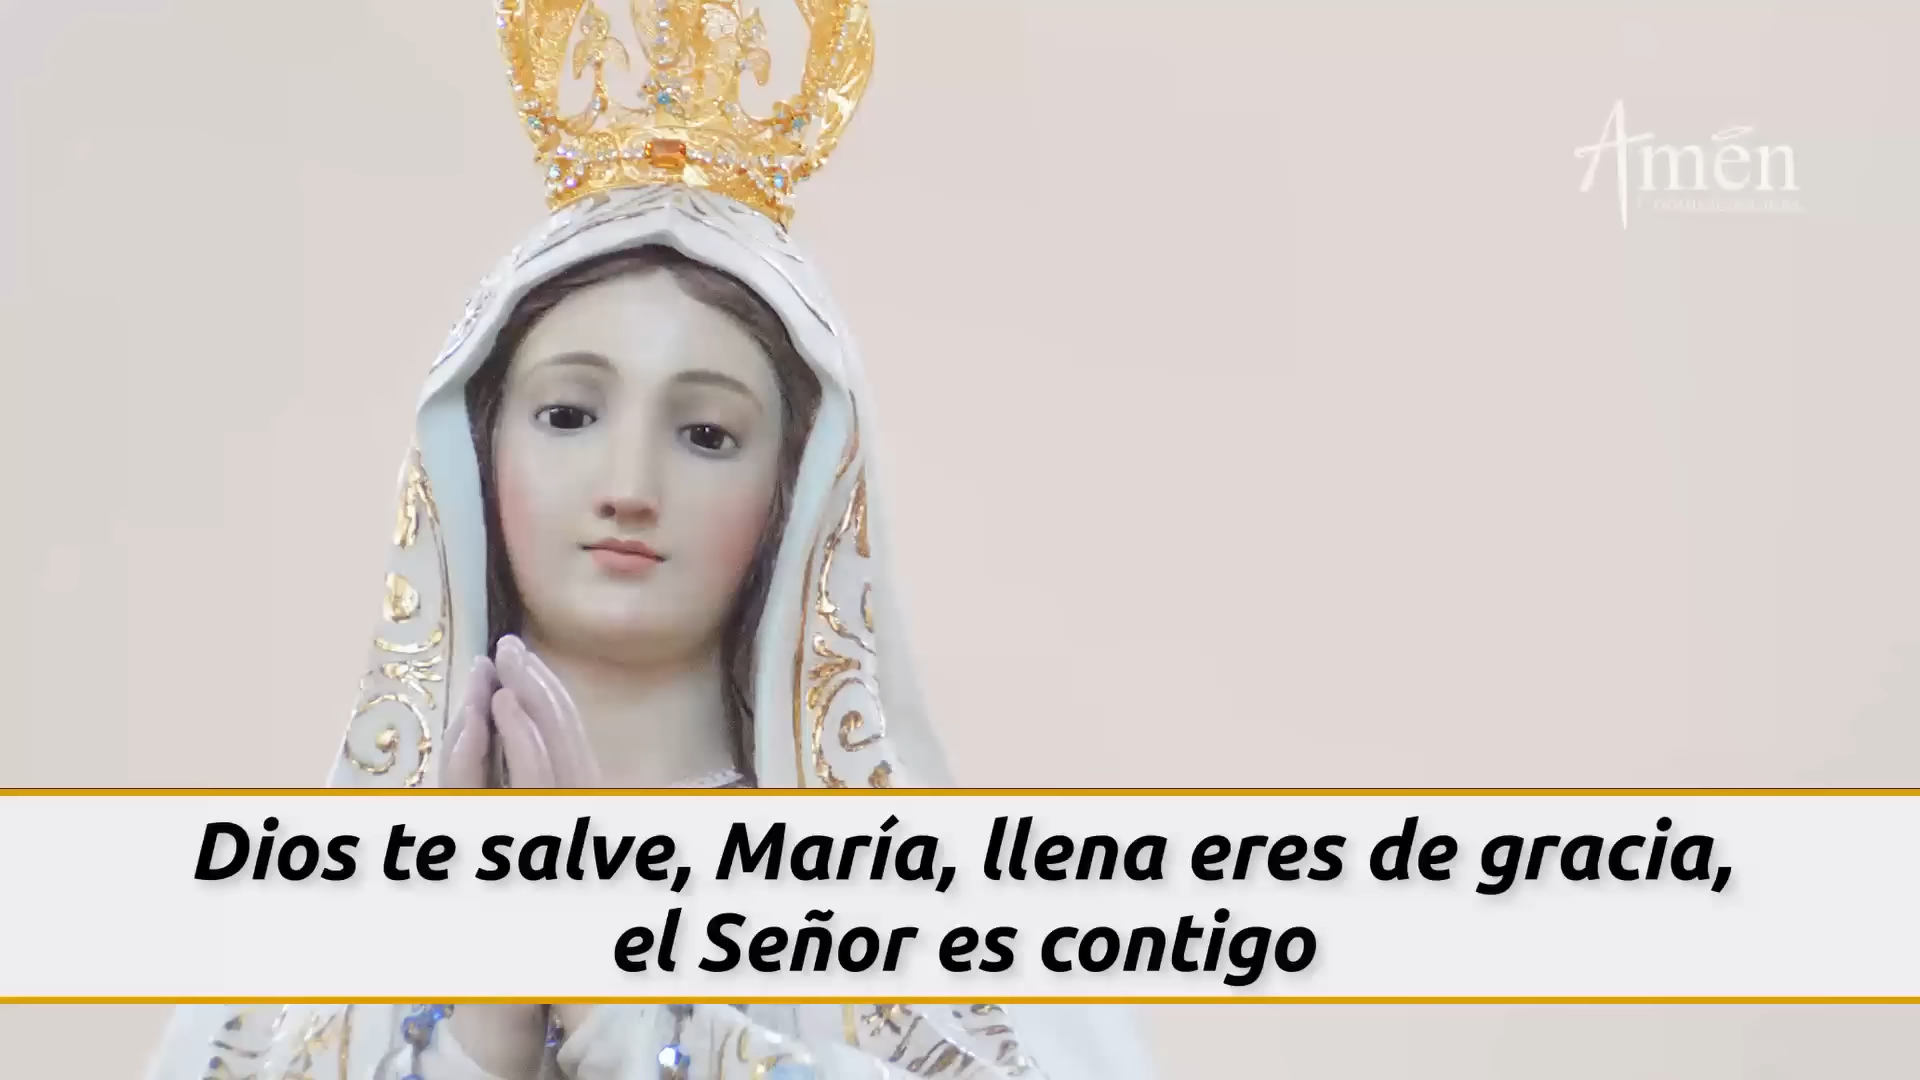 Amén
Dios te salve, María, llena eres de gracia,
el Señor es contigo